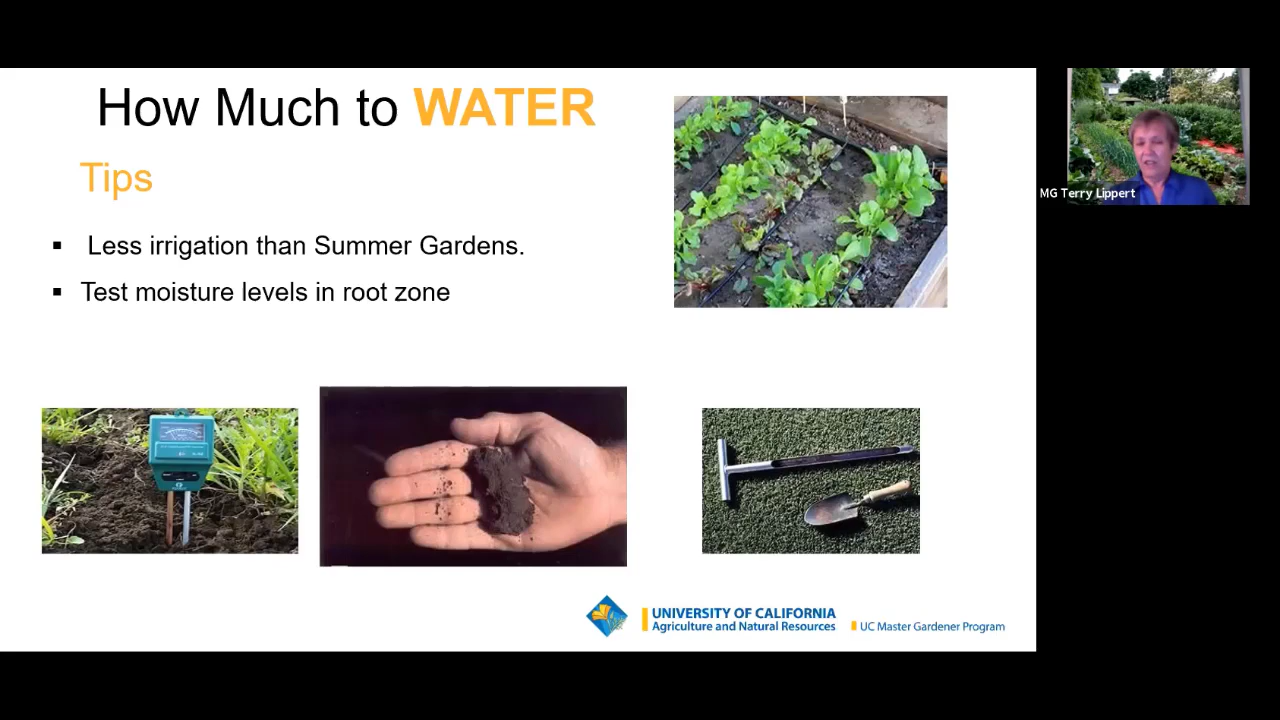 How Much to WATER
Tips
▪ Less irrigation than Summer Gardens.
▪ Test moisture levels in root zone
MG Terry Lippert
UNIVERSITY OF CALIFORNIA
Agriculture and Natural Resources
UC Master Gardener Program